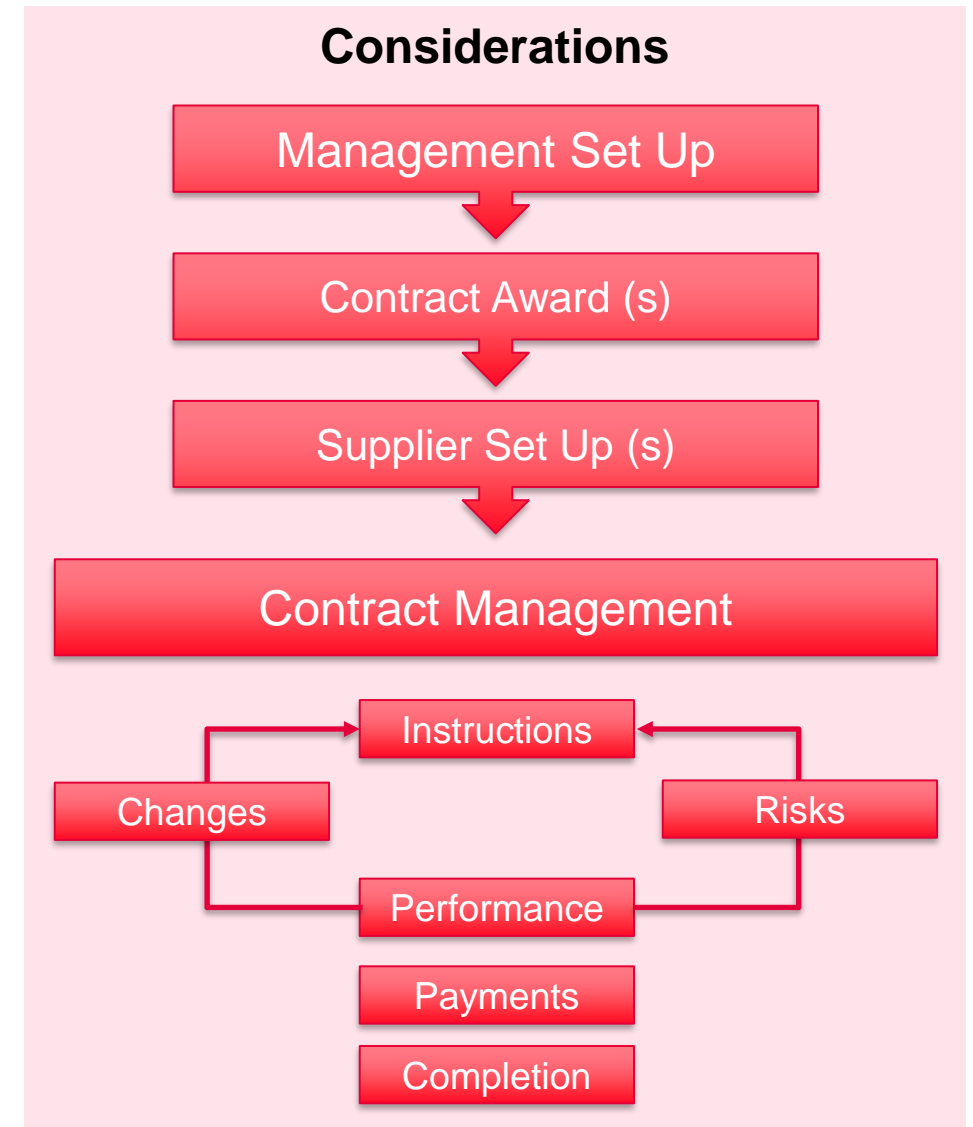 Considerations
Management Set Up
Contract Award (s)
Supplier Set Up (s)
Contract Management
Instructions
Changes
Risks
Performance
Payments
Completion